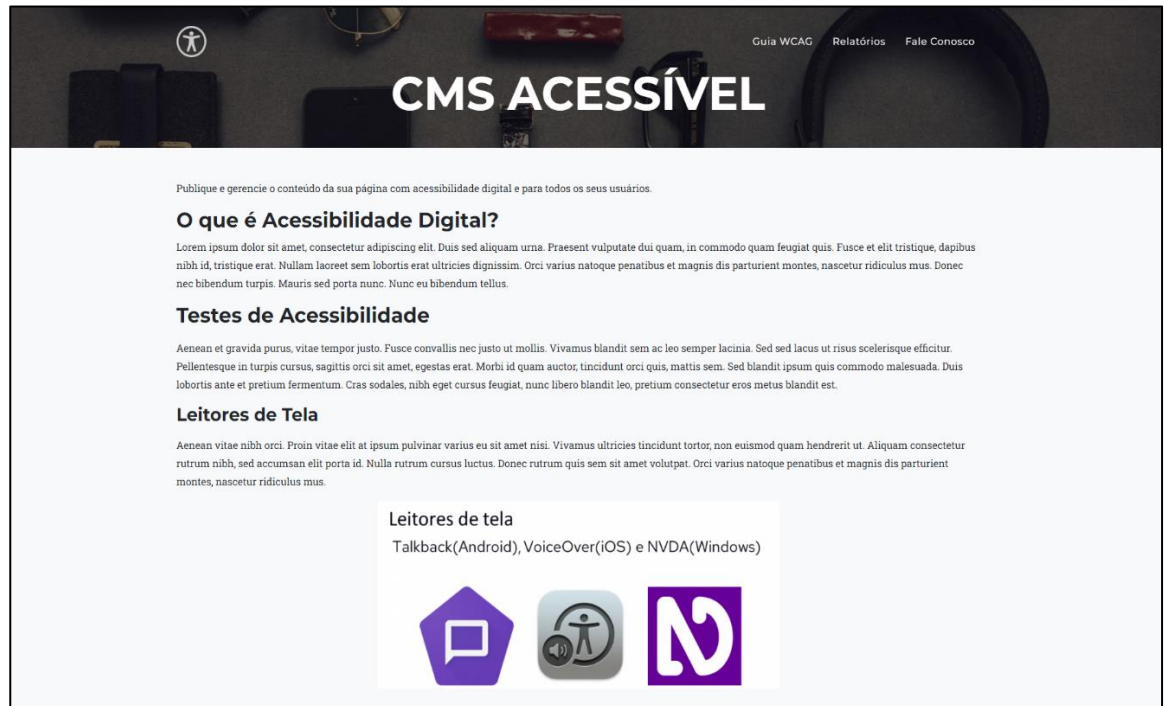 Guia WCAG Relatórios Fale Conosco
CMS ACESSÍVEL
Publique e gerencie o conteúdo da sua página com acessibilidade digital e para todos os seus usuários.
O que é Acessibilidade Digital?
Lorem ipsum dolor sit amet, consectetur adipiscing elit. Duis sed aliquam urna. Praesent vulputate dui quam, in commodo quam feugiat quis. Fusce et elit tristique, dapibus
nibh id, tristique erat. Nullam laoreet sem lobortis erat ultricies dignissim. Orci varius natoque penatibus et magnis dis parturient montes, nascetur ridiculus mus. Donec
nec bibendum turpis. Mauris sed porta nunc. Nunc eu bibendum tellus.
Testes de Acessibilidade
Aenean et gravida purus, vitae tempor justo. Fusce convallis nec justo ut mollis. Vivamus blandit sem ac leo semper lacinia. Sed sed lacus ut risus scelerisque efficitur.
Pellentesque in turpis cursus, sagittis orci sit amet, egestas erat. Morbi id quam auctor, tincidunt orci quis, mattis sem. Sed blandit ipsum quis commodo malesuada. Duis
lobortis ante et pretium fermentum. Cras sodales, nibh eget cursus feugiat, nunc libero blandit leo, pretium consectetur eros metus blandit est.
Leitores de Tela
Aenean vitae nibh orci. Proin vitae elit at ipsum pulvinar varius eu sit amet nisi. Vivamus ultricies tincidunt tortor, non euismod quam hendrerit ut. Aliquam consectetur
rutrum nibh, sed accumsan elit porta id. Nulla rutrum cursus luctus. Donec rutrum quis sem sit amet volutpat. Orci varius natoque penatibus et magnis dis parturient
montes, nascetur ridiculus mus.
Leitores de tela
Talkback(Android), VoiceOver(iOS) e NVDA(Windows)